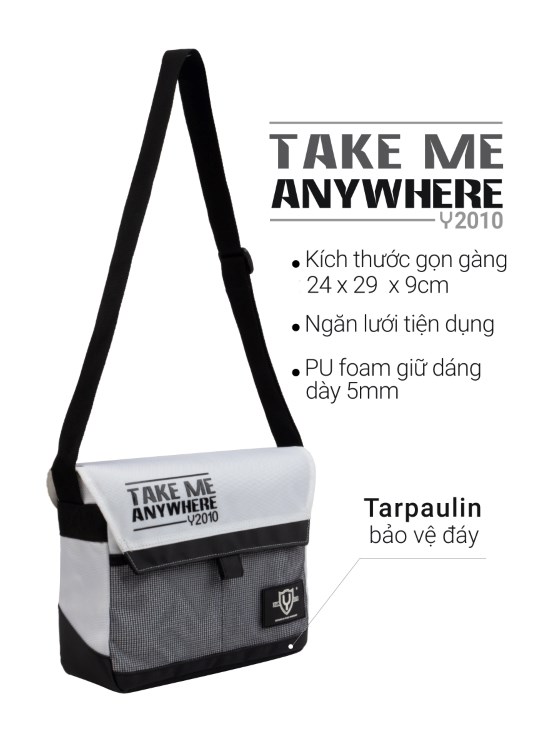 TAKE ME
ANYWHERE
Y2010
• Kích thước gọn gàng
24 x 29 x 9cm
• Ngăn lưới tiện dụng
• PU foam giữ dáng
dày 5mm
TAKE ME
ANYWHERE
Y2010
Tarpaulin
bảo vệ đáy
Y